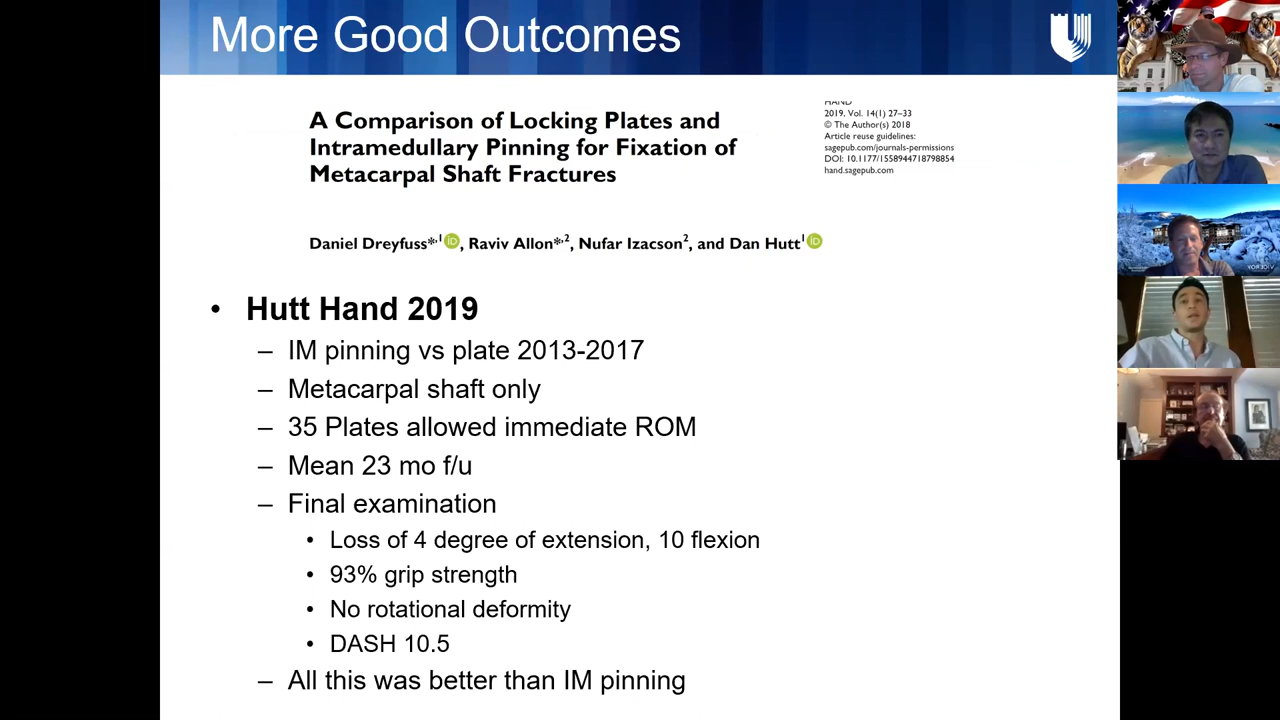 More Good Outcomes
A Comparison of Locking Plates and
Intramedullary Pinning for Fixation of
Metacarpal Shaft Fractures
HAND
2019, Vol. 14(1) 27–33
© The Author(s) 2018
Article reuse guidelines:
sagepub.com/journals-permissions
DOI: 10.1177/1558944718798854
hand.sagepub.com
Daniel Dreyfuss*,1 iD, Raviv Allon*,2, Nufar Izacson2, and Dan Hutt1 iD
• Hutt Hand 2019
– IM pinning vs plate 2013-2017
– Metacarpal shaft only
– 35 Plates allowed immediate ROM
– Mean 23 mo f/u
– Final examination
• Loss of 4 degree of extension, 10 flexion
• 93% grip strength
• No rotational deformity
• DASH 10.5
– All this was better than IM pinning